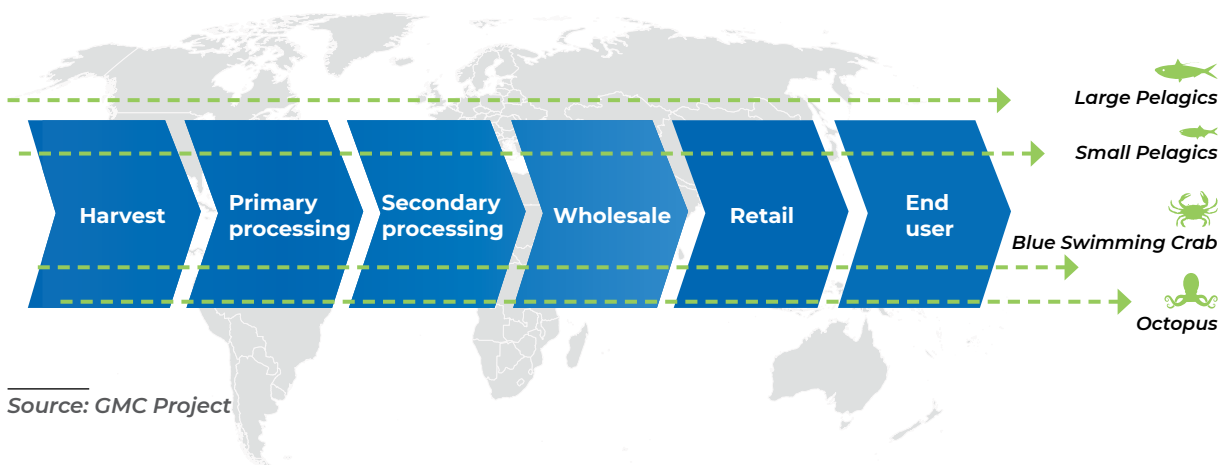 Harvest
Primary
processing
Secondary
processing
Wholesale
Retail
End
user
Large Pelagics
Small Pelagics
Blue Swimming Crab
Octopus
Source: GMC Project